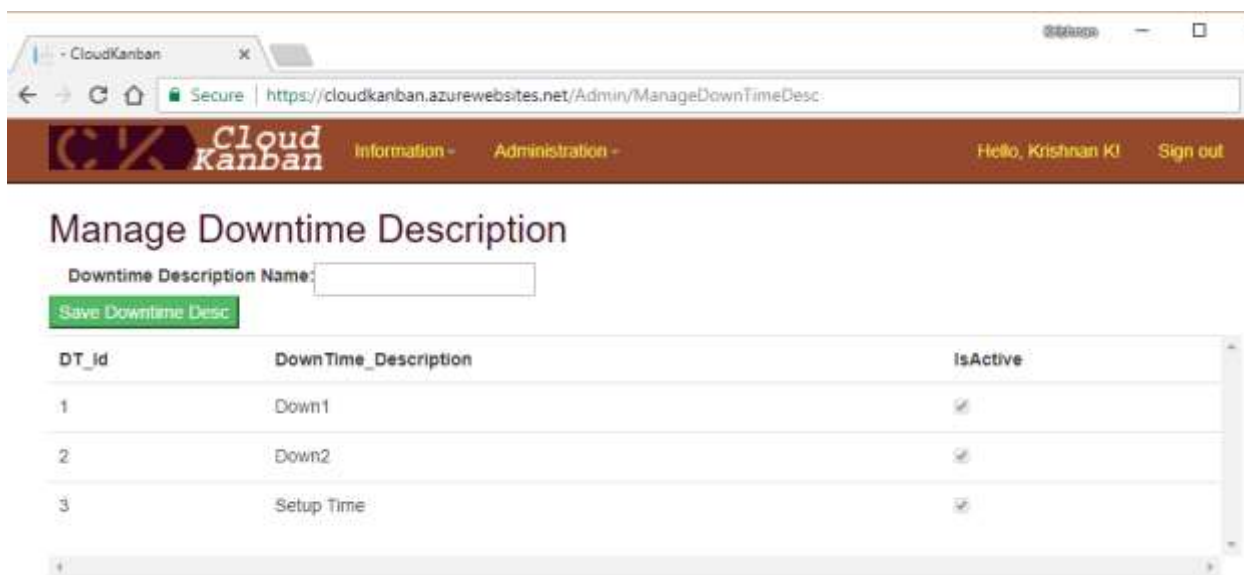 - CloudKanban
Secure | https://cloudkanban.azurewebsites.net/Admin/ManageDownTimeDesc
CK Cloud Kanban Information Administration Hello, Krishnan K! Sign out
Manage Downtime Description
Downtime Description Name:
Save Downtime Desc
DT_Id DownTime_Description IsActive
1 Down1
2 Down2
3 Setup Time